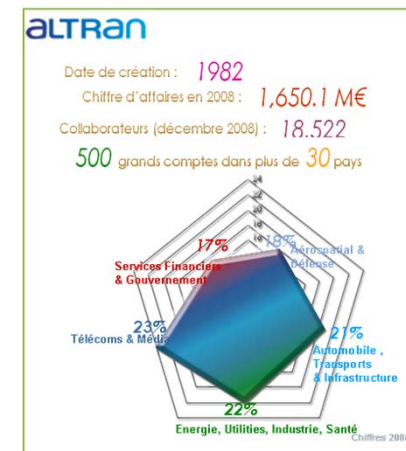 ALTRAN
Date de création : 1982
Chiffre d'affaires en 2008 : 1,650.1 M€
Collaborateurs (décembre 2008) : 18.522
500 grands comptes dans plus de 30 pays
17%
18%
Aérospatial &
Défense
Services Financiers
& Gouvernement
23%
Télécoms & Média
21%
Automobile ,
Transports
& Infrastructure
22%
Energie, Utilities, Industrie, Santé
Chiffres 2008